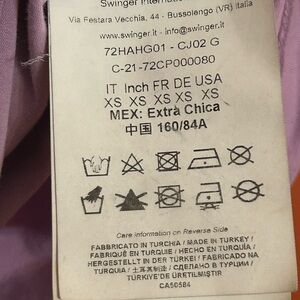 Swinger Internat
Via Festara Vecchia, 44 - Bussolengo (VR) italia
www.swinger.it - info@swinger.it
72HAHG01 - CJ02 G
C-21-72CP000080
IT Inch FR DE USA
XS XS XS XS XS
MEX: Extra Chica
中国 160/84A
Care information on Reverse Side
FABBRICATO IN TURCHIA / MADE IN TURKEY /
FABRIQUÉ EN TURQUIE / HECHO EN TURQUÍA /
HERGESTELLT IN DER TÜRKEI / FABRICADO NA
TURQUIA / 土耳其制造 / СДЕЛАНО В ТУРЦИИ /
TÜRKİYE'DE ÜRETİLMİŞTİR
CA50584